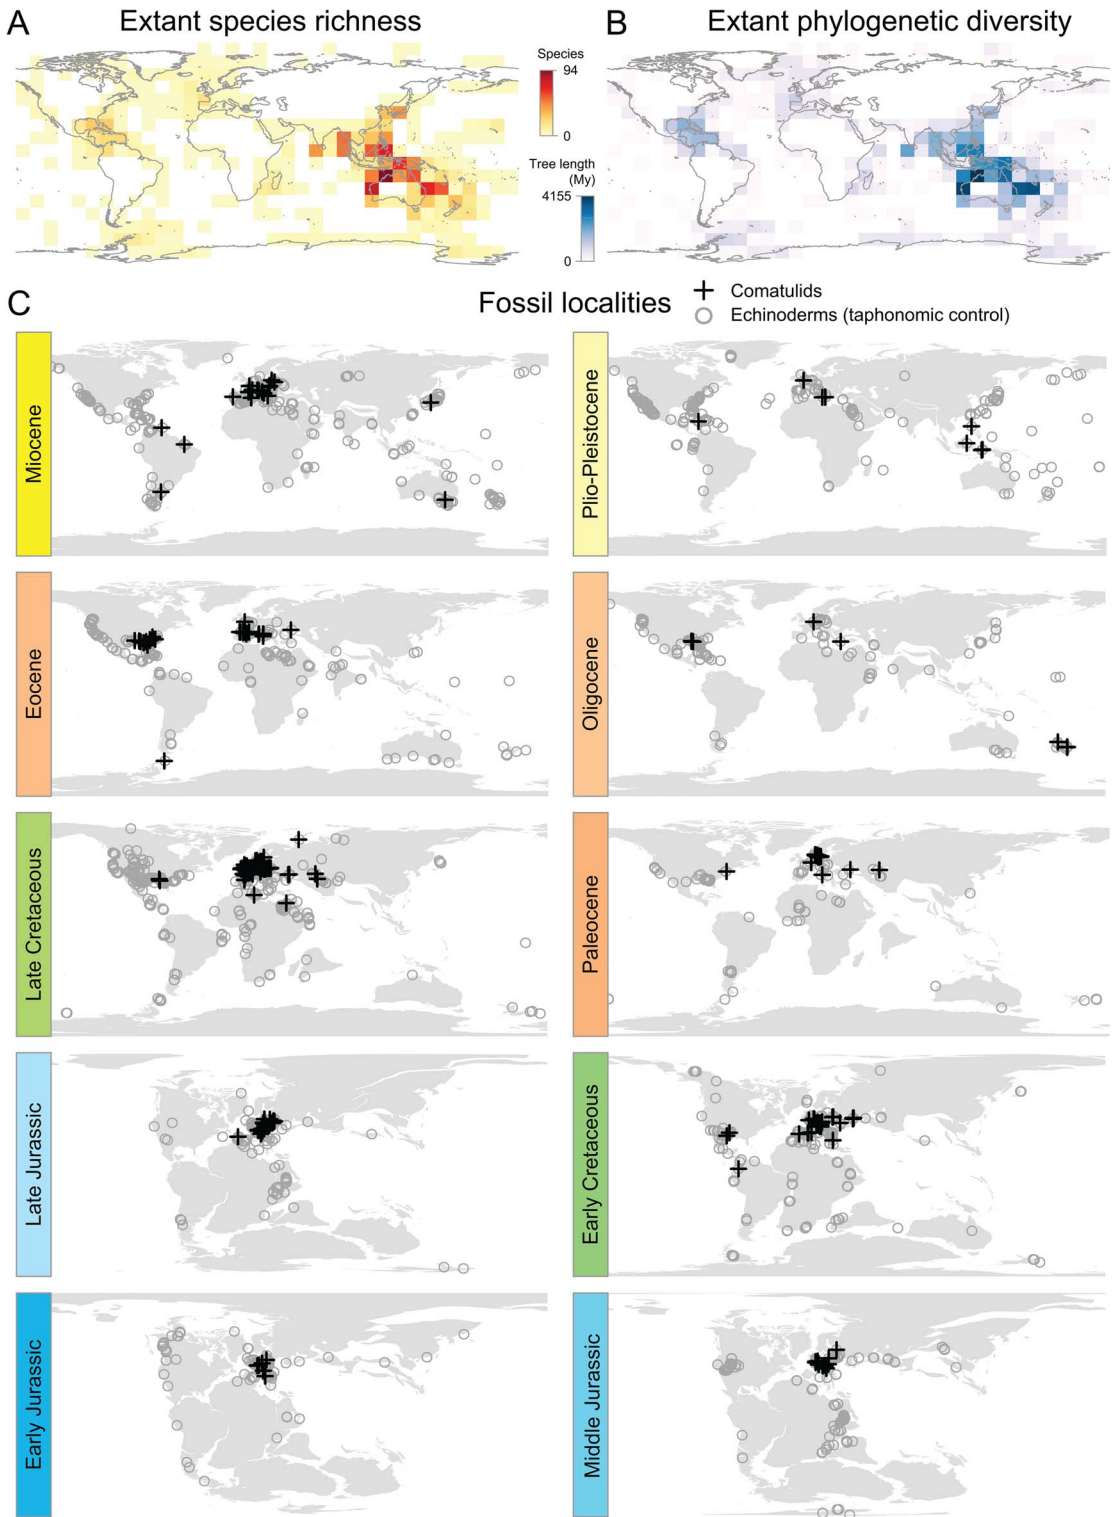 A Extant species richness
B Extant phylogenetic diversity
Species
94
0
Tree length
(My)
4155
0
C Fossil localities
Comatulids
Echinoderms (taphonomic control)
Miocene
Plio-Pleistocene
Eocene
Oligocene
Late Cretaceous
Paleocene
Late Jurassic
Early Cretaceous
Early Jurassic
Middle Jurassic